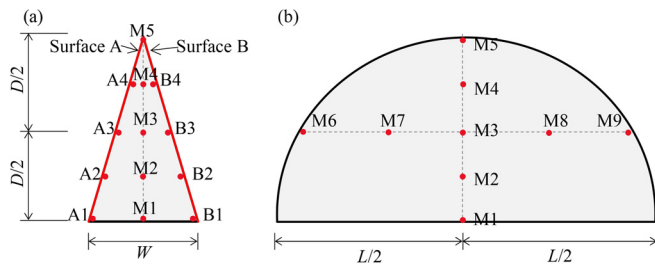 (a)
M5
Surface A
Surface B
A4
M4
B4
A3
M3
B3
A2
M2
B2
A1
M1
B1
D/2
D/2
W
(b)
M5
M4
M6
M7
M3
M8
M9
M2
M1
L/2
L/2